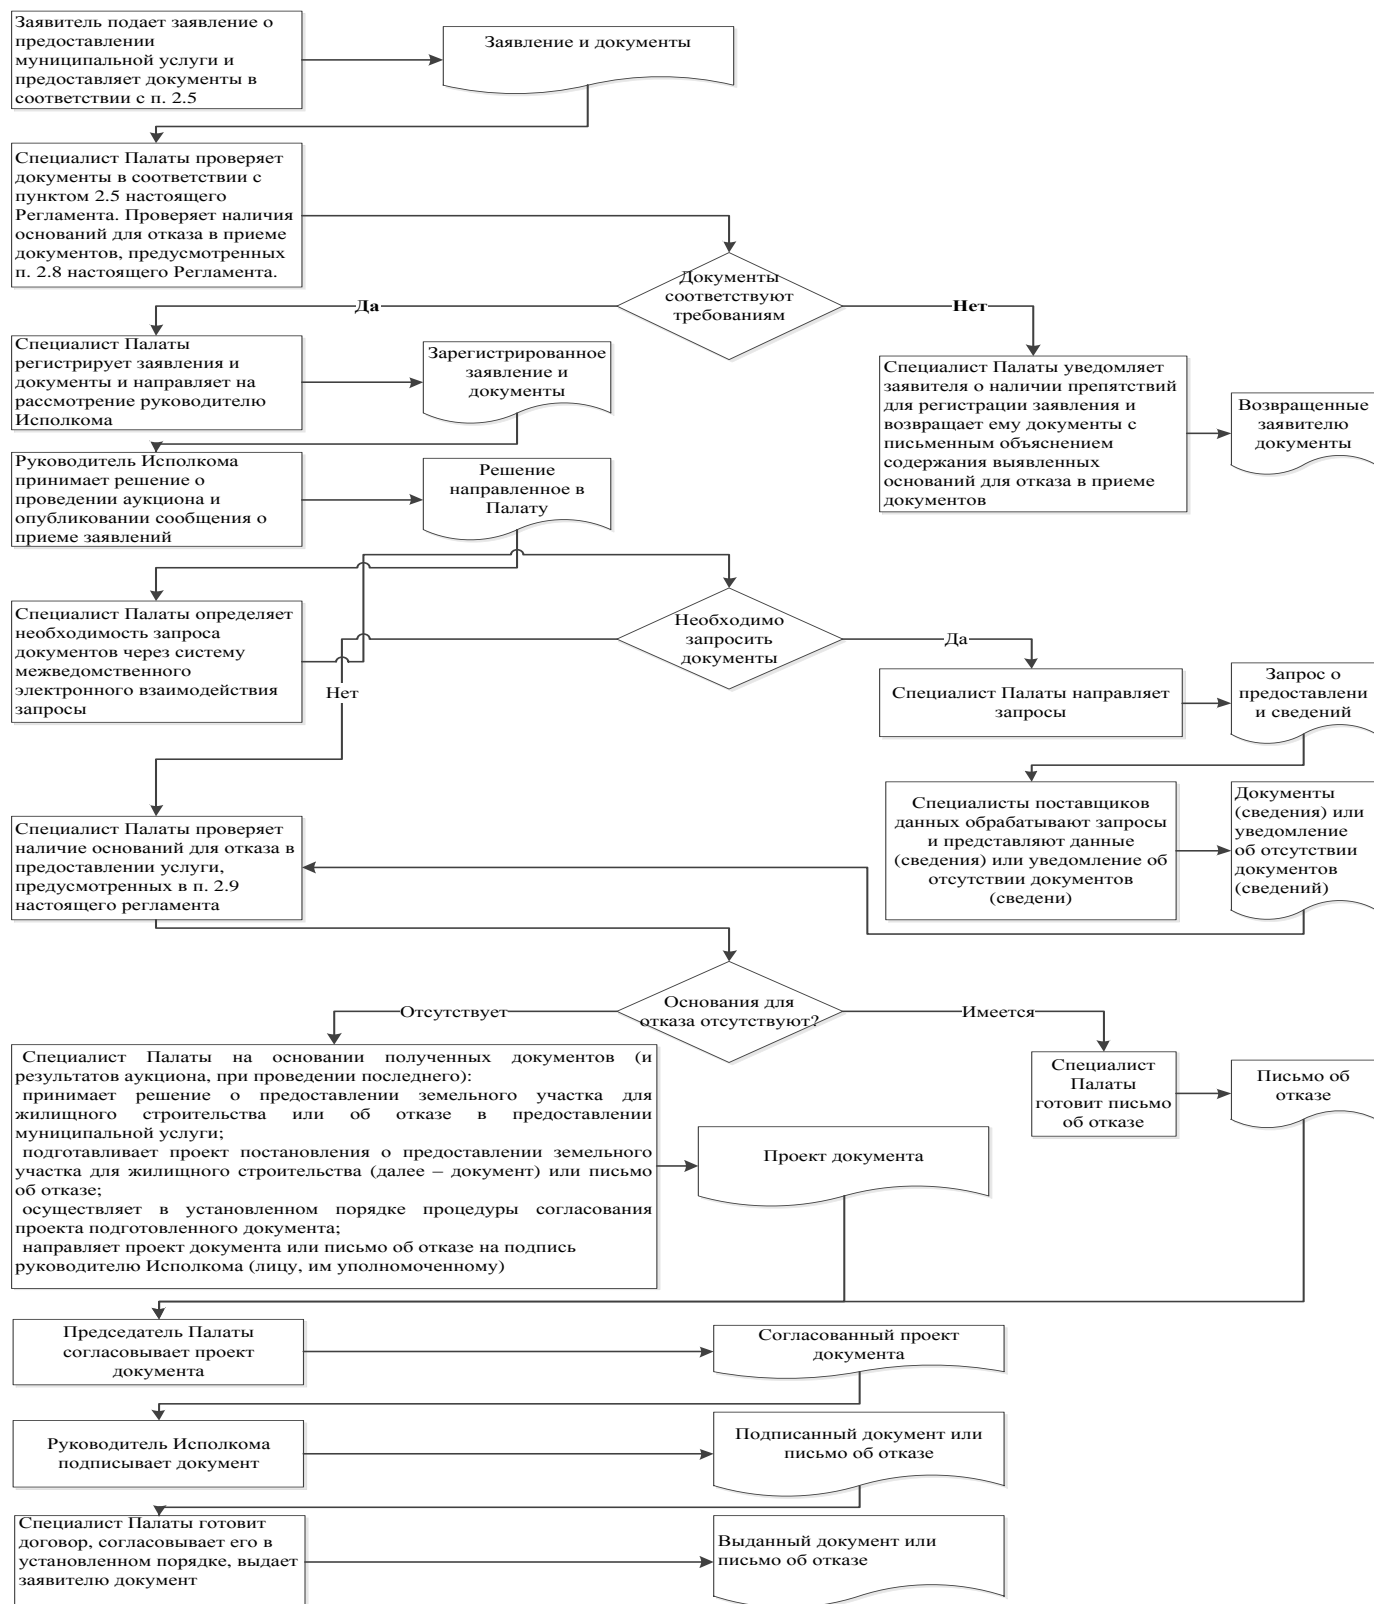 Заявитель подает заявление о
предоставлении
муниципальной услуги и
предоставляет документы в
соответствии с п. 2.5
Заявление и документы
Специалист Палаты проверяет
документы в соответствии с
пунктом 2.5 настоящего
Регламента. Проверяет наличия
оснований для отказа в приеме
документов, предусмотренных
п. 2.8 настоящего Регламента.
Документы
соответствуют
требованиям
Да
Нет
Специалист Палаты
регистрирует заявления и
документы и направляет на
рассмотрение руководителю
Исполкома
Зарегистрированное
заявление и
документы
Специалист Палаты уведомляет
заявителя о наличии препятствий
для регистрации заявления и
возвращает ему документы с
письменным объяснением
содержания выявленных
оснований для отказа в приеме
документов
Возвращенные
заявителю
документы
Руководитель Исполкома
принимает решение о
проведении аукциона и
опубликовании сообщения о
приеме заявлений
Решение
направленное в
Палату
Специалист Палаты определяет
необходимость запроса
документов через систему
межведомственного
электронного взаимодействия
запросы
Необходимо
запросить
документы
Да
Нет
Специалист Палаты направляет
запросы
Запрос о
предоставлени
и сведений
Специалисты поставщиков
данных обрабатывают запросы
и представляют данные
(сведения) или уведомление об
отсутствии документов
(сведени)
Документы
(сведения) или
уведомление
об отсутствии
документов
(сведений)
Специалист Палаты проверяет
наличие оснований для отказа в
предоставлении услуги,
предусмотренных в п. 2.9
настоящего регламента
Основания для
отказа отсутствуют?
Отсутствует
Имеется
Специалист Палаты на основании полученных документов (и
результатов аукциона, при проведении последнего):
принимает решение о предоставлении земельного участка для
жилищного строительства или об отказе в предоставлении
муниципальной услуги;
подготавливает проект постановления о предоставлении земельного
участка для жилищного строительства (далее – документ) или письмо
об отказе;
осуществляет в установленном порядке процедуры согласования
проекта подготовленного документа;
направляет проект документа или письмо об отказе на подпись
руководителю Исполкома (лицу, им уполномоченному)
Проект документа
Специалист
Палаты
готовит письмо
об отказе
Письмо об
отказе
Председатель Палаты
согласовывает проект
документа
Согласованный проект
документа
Руководитель Исполкома
подписывает документ
Подписанный документ или
письмо об отказе
Специалист Палаты готовит
договор, согласовывает его в
установленном порядке, выдает
заявителю документ
Выданный документ или
письмо об отказе